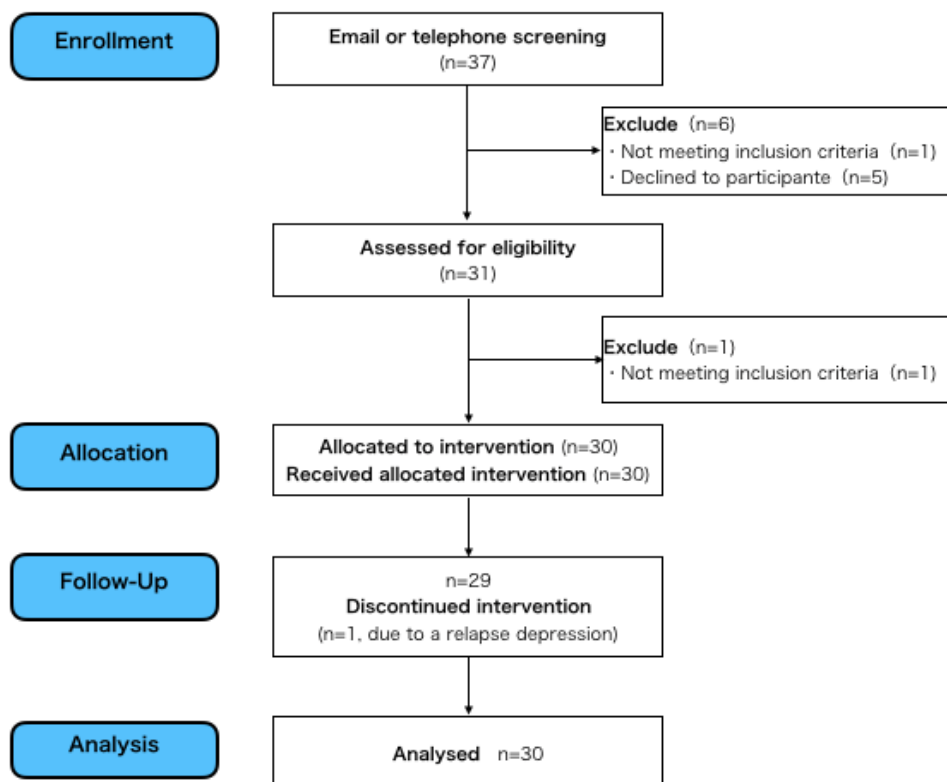 Enrollment
Email or telephone screening
(n=37)
Exclude（n=6）
・Not meeting inclusion criteria（n=1）
・Declined to participante（n=5）
Assessed for eligibility
(n=31)
Exclude（n=1）
・Not meeting inclusion criteria（n=1）
Allocation
Allocated to intervention (n=30)
Received allocated intervention (n=30)
Follow-Up
n=29
Discontinued intervention
(n=1, due to a relapse depression)
Analysis
Analysed n=30